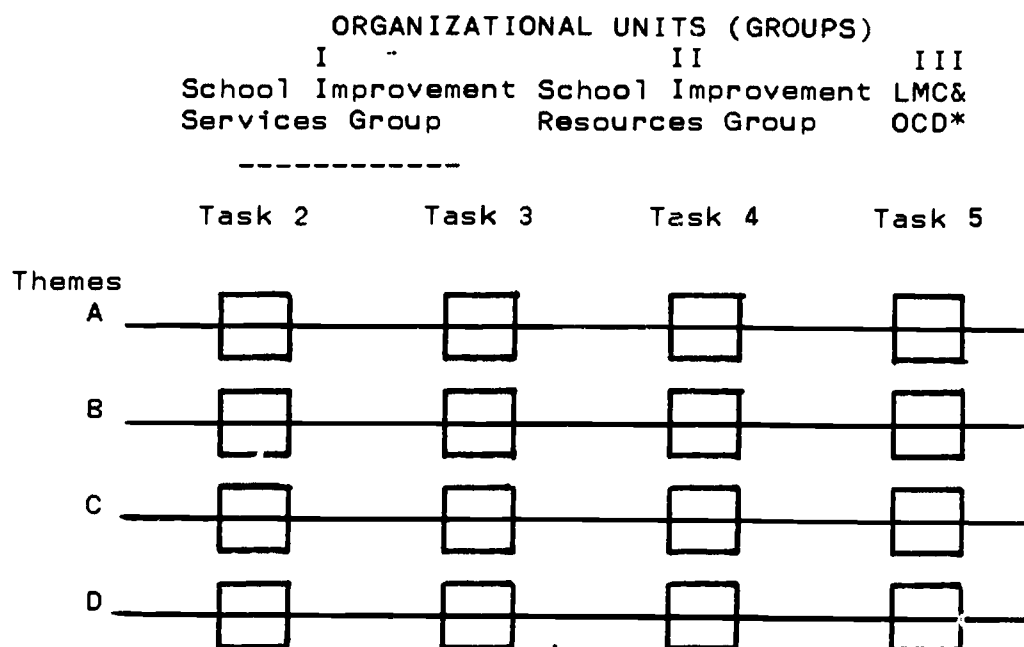 ORGANIZATIONAL UNITS (GROUPS)
I II III
School Improvement School Improvement LMC&
Services Group Resources Group OCD*
------------
Task 2 Task 3 Task 4 Task 5
Themes
A
B
C
D